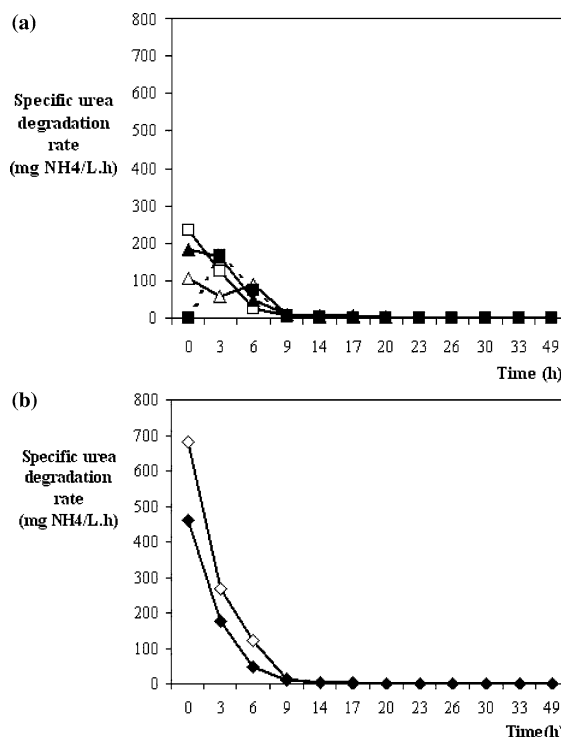 (a)
Specific urea
degradation
rate
(mg NH4/L.h)
800
700
600
500
400
300
200
100
0
0 3 6 9 14 17 20 23 26 30 33 49
Time (h)
(b)
Specific urea
degradation
rate
(mg NH4/L.h)
800
700
600
500
400
300
200
100
0
0 3 6 9 14 17 20 23 26 30 33 49
Time(h)